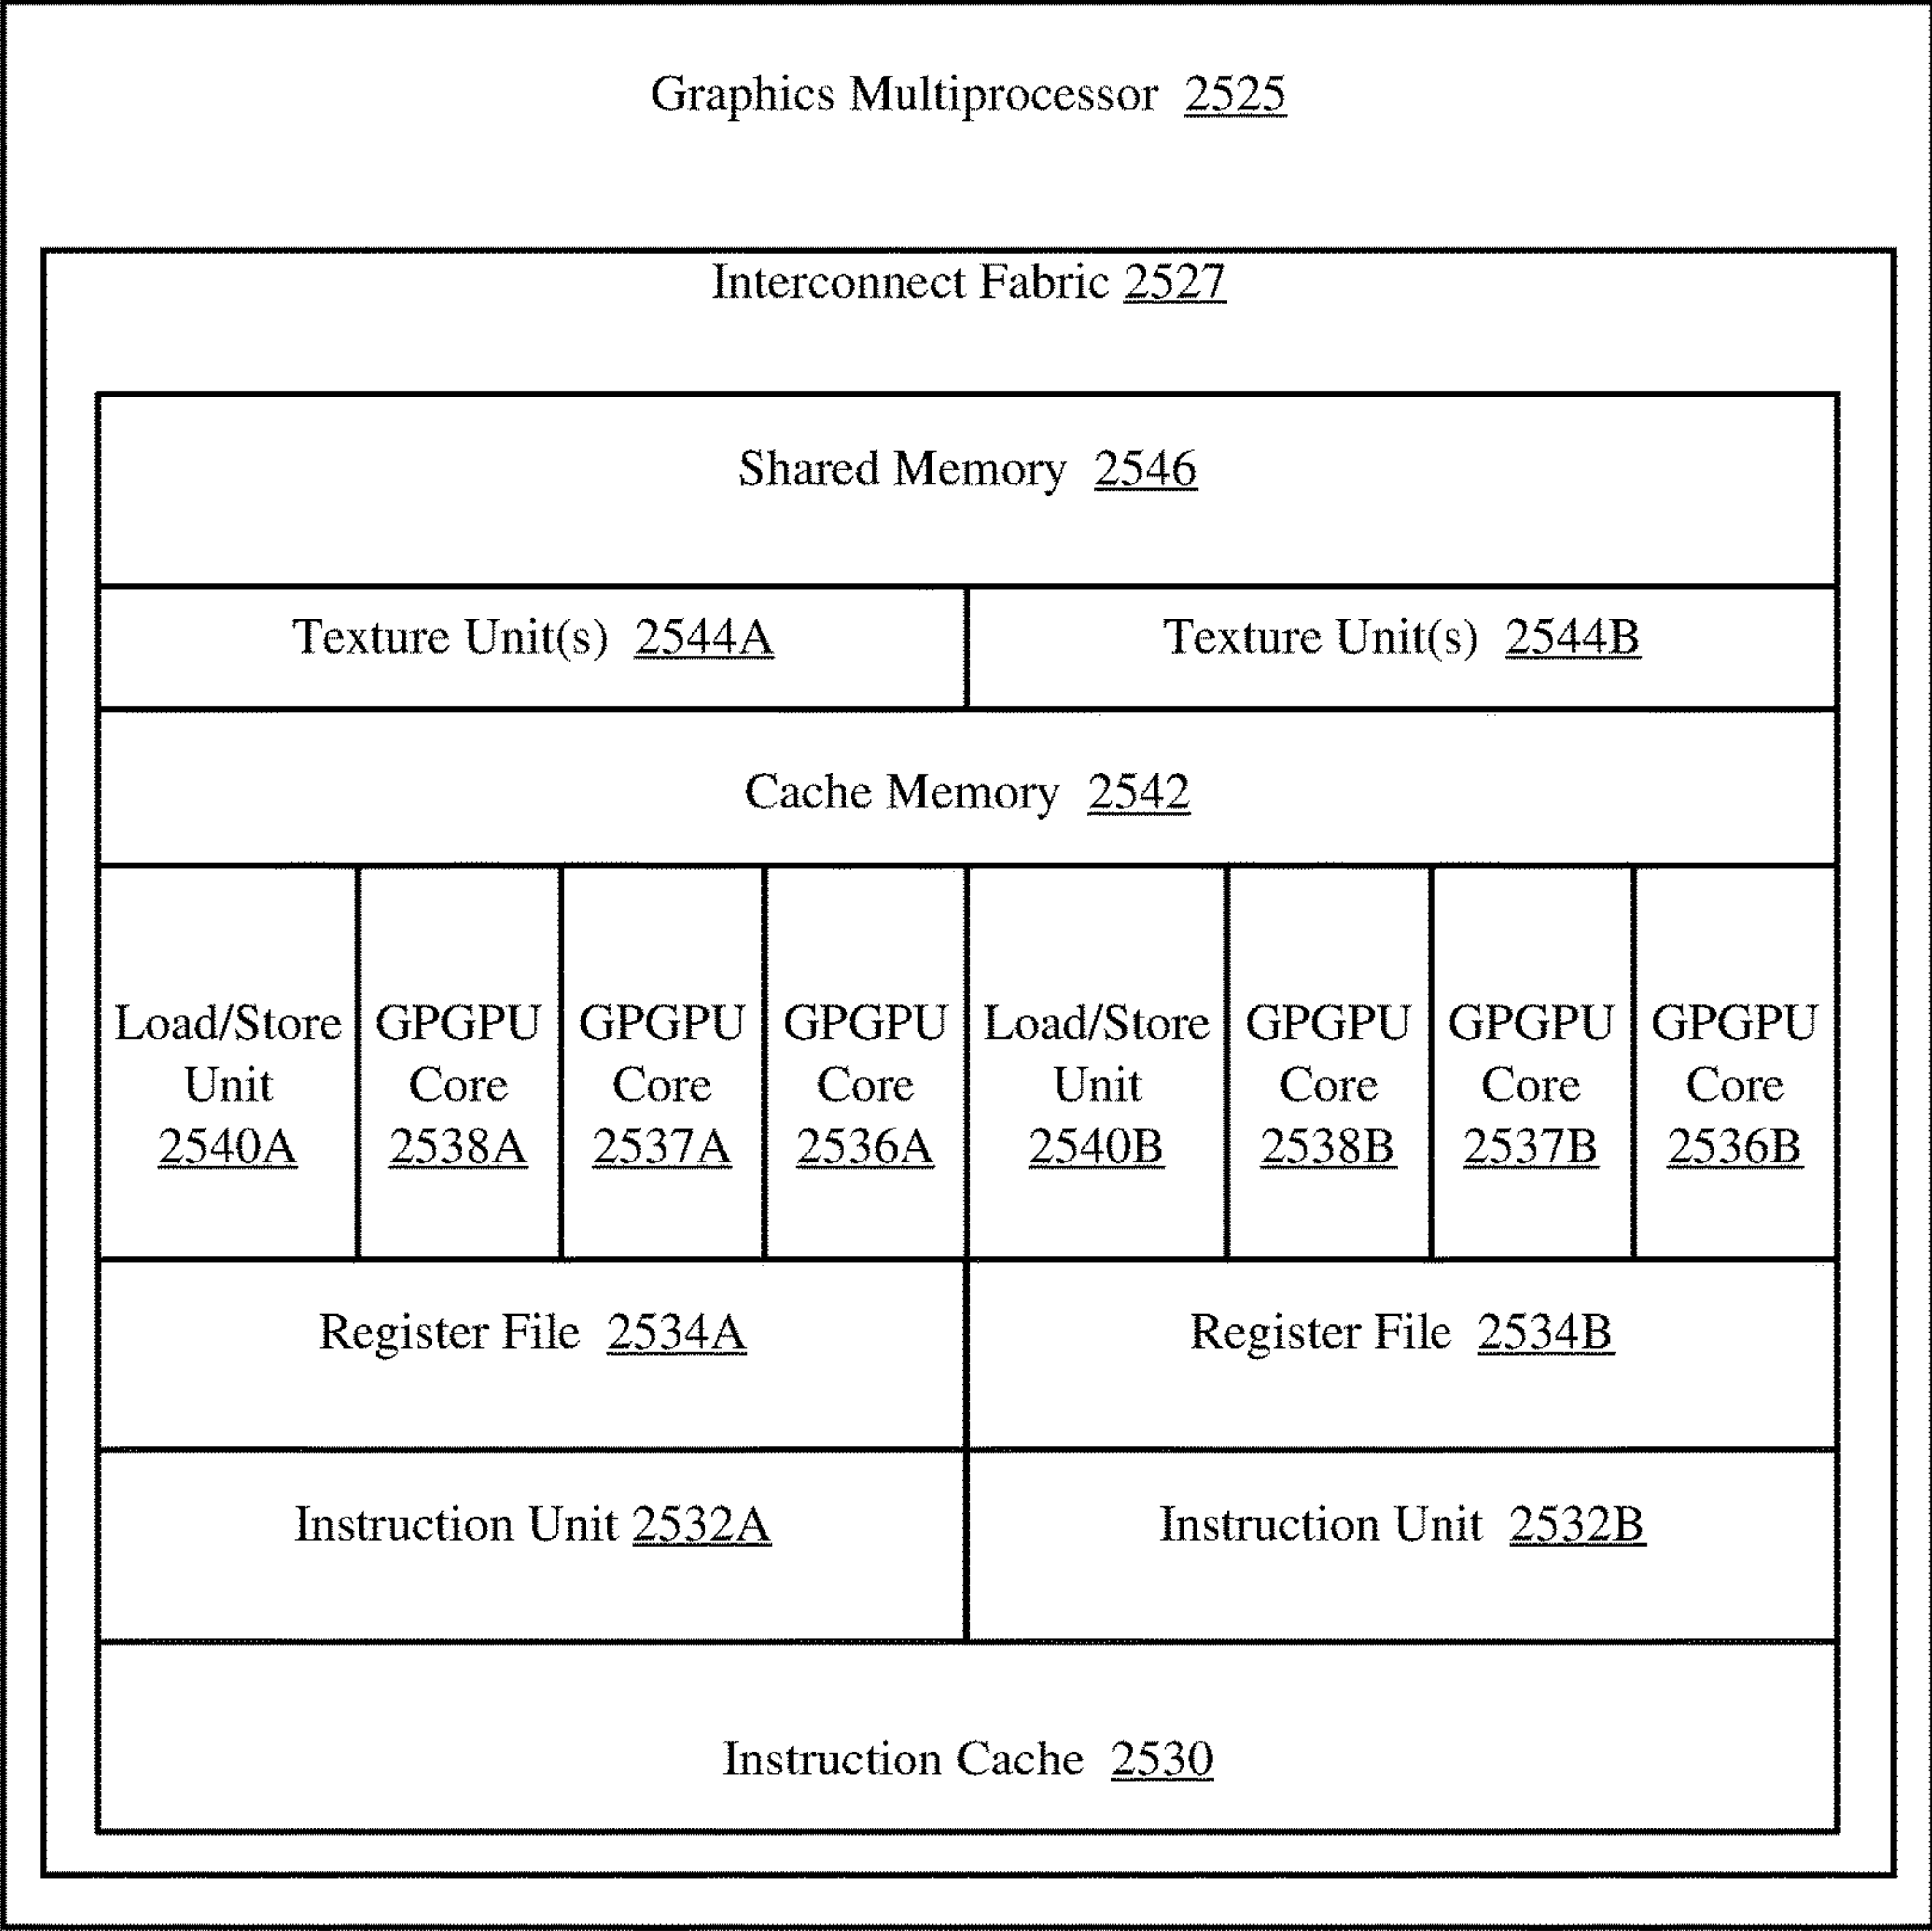 Graphics Multiprocessor 2525
Interconnect Fabric 2527
Shared Memory 2546
Texture Unit(s) 2544A
Texture Unit(s) 2544B
Cache Memory 2542
Load/Store
Unit
2540A
GPGPU
Core
2538A
GPGPU
Core
2537A
GPGPU
Core
2536A
Load/Store
Unit
2540B
GPGPU
Core
2538B
GPGPU
Core
2537B
GPGPU
Core
2536B
Register File 2534A
Register File 2534B
Instruction Unit 2532A
Instruction Unit 2532B
Instruction Cache 2530